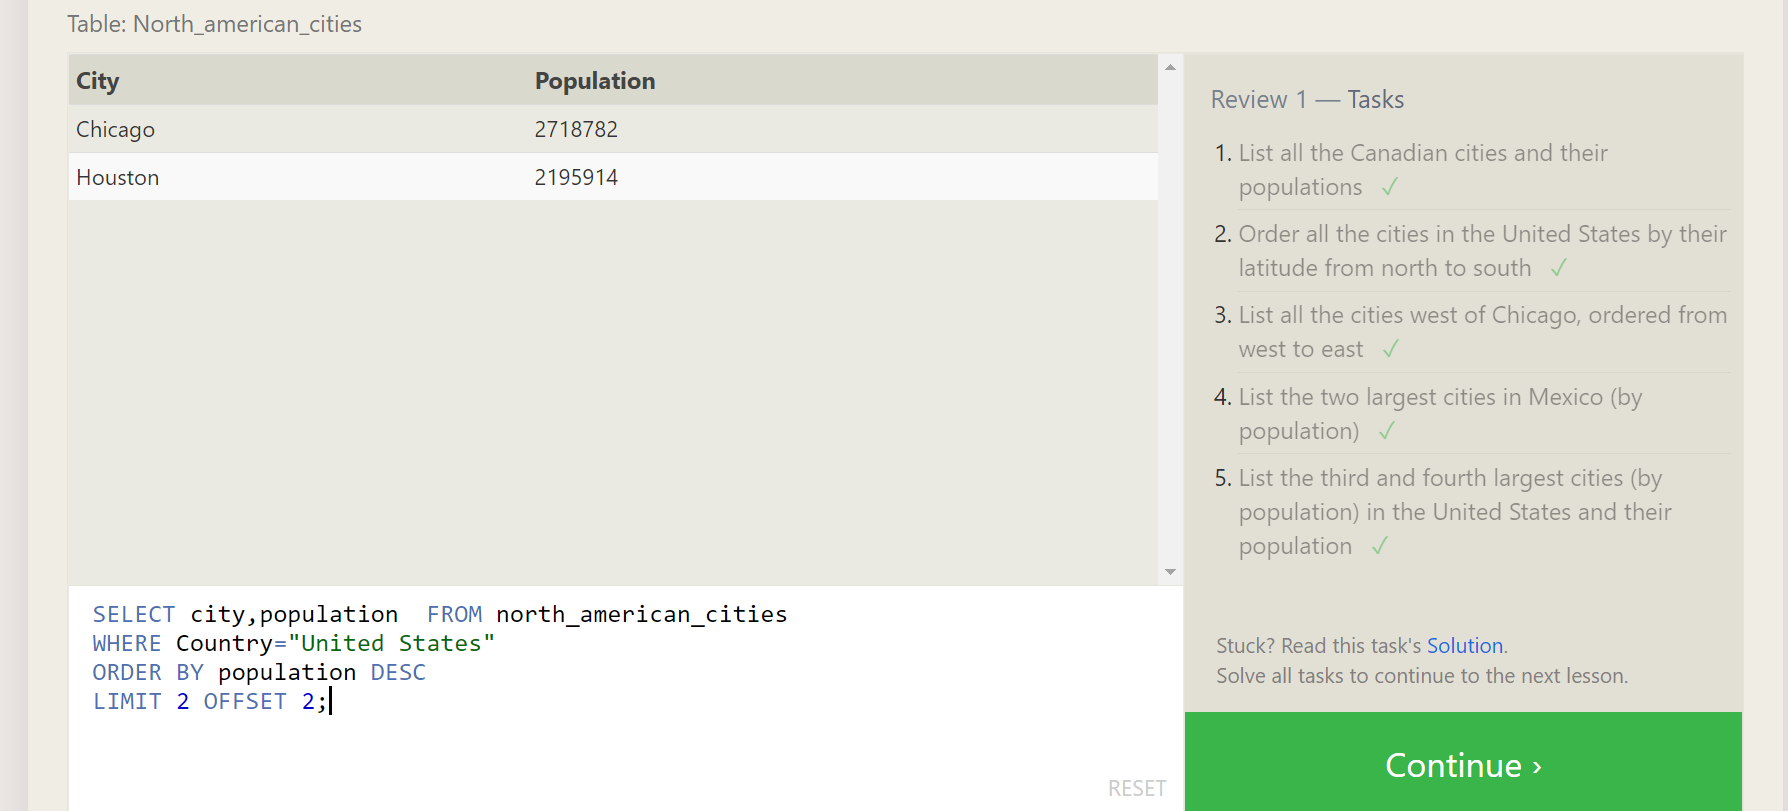 Table: North_american_cities
City Population
Chicago 2718782
Houston 2195914
SELECT city,population  FROM north_american_cities
WHERE Country="United States"
ORDER BY population DESC
LIMIT 2 OFFSET 2;
RESET
Review 1 — Tasks
1. List all the Canadian cities and their
populations ✓
2. Order all the cities in the United States by their
latitude from north to south ✓
3. List all the cities west of Chicago, ordered from
west to east ✓
4. List the two largest cities in Mexico (by
population) ✓
5. List the third and fourth largest cities (by
population) in the United States and their
population ✓
Stuck? Read this task's Solution.
Solve all tasks to continue to the next lesson.
Continue ›